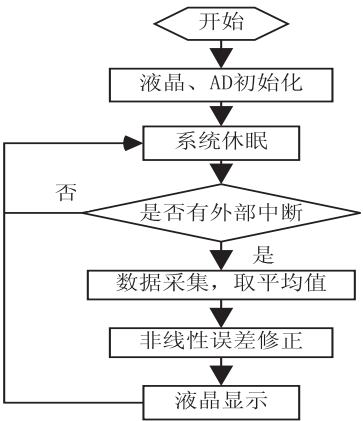 开始
液晶、AD初始化
系统休眠
否
是否有外部中断
是
数据采集，取平均值
非线性误差修正
液晶显示